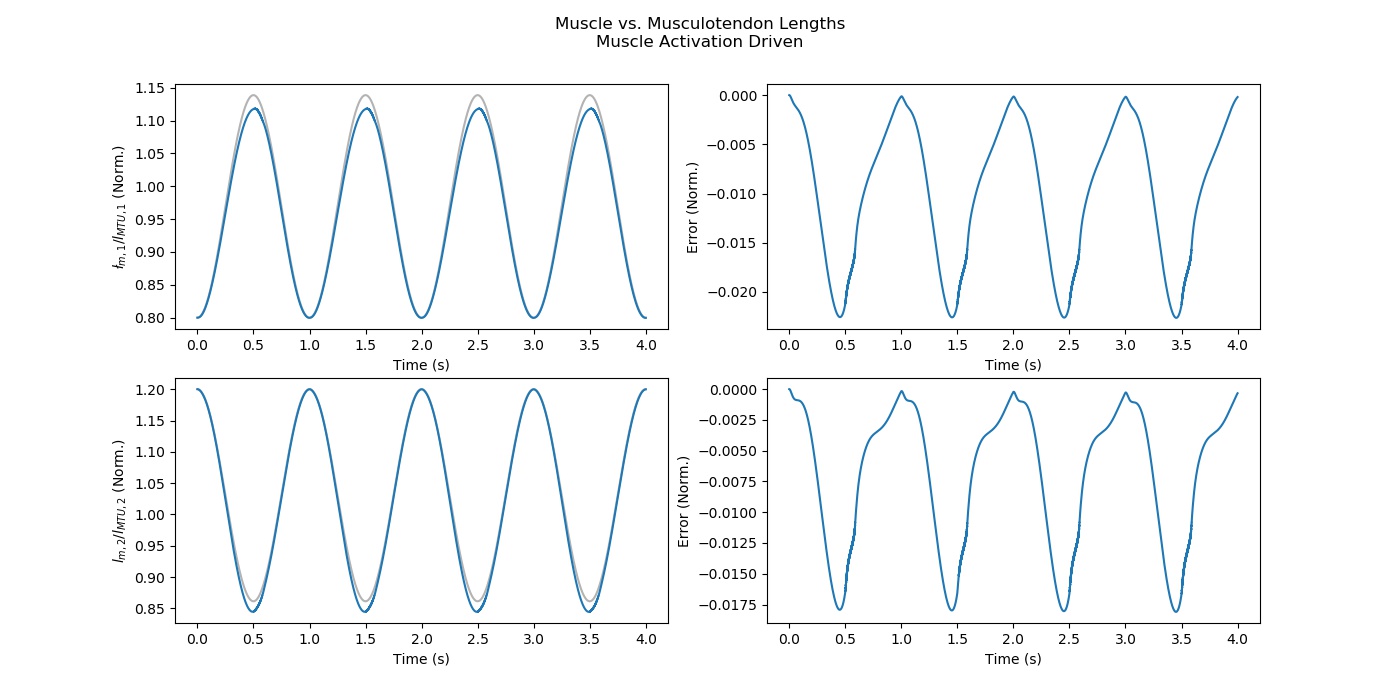 Muscle vs. Musculotendon Lengths
Muscle Activation Driven
1.15
1.10
1.05
1.00
0.95
0.90
0.85
0.80
l_{m,1}/l_{MTU,1} (Norm.)
0.0 0.5 1.0 1.5 2.0 2.5 3.0 3.5 4.0
Time (s)
0.000
−0.005
−0.010
−0.015
−0.020
Error (Norm.)
0.0 0.5 1.0 1.5 2.0 2.5 3.0 3.5 4.0
Time (s)
1.20
1.15
1.10
1.05
1.00
0.95
0.90
0.85
l_{m,2}/l_{MTU,2} (Norm.)
0.0 0.5 1.0 1.5 2.0 2.5 3.0 3.5 4.0
Time (s)
0.0000
−0.0025
−0.0050
−0.0075
−0.0100
−0.0125
−0.0150
−0.0175
Error (Norm.)
0.0 0.5 1.0 1.5 2.0 2.5 3.0 3.5 4.0
Time (s)